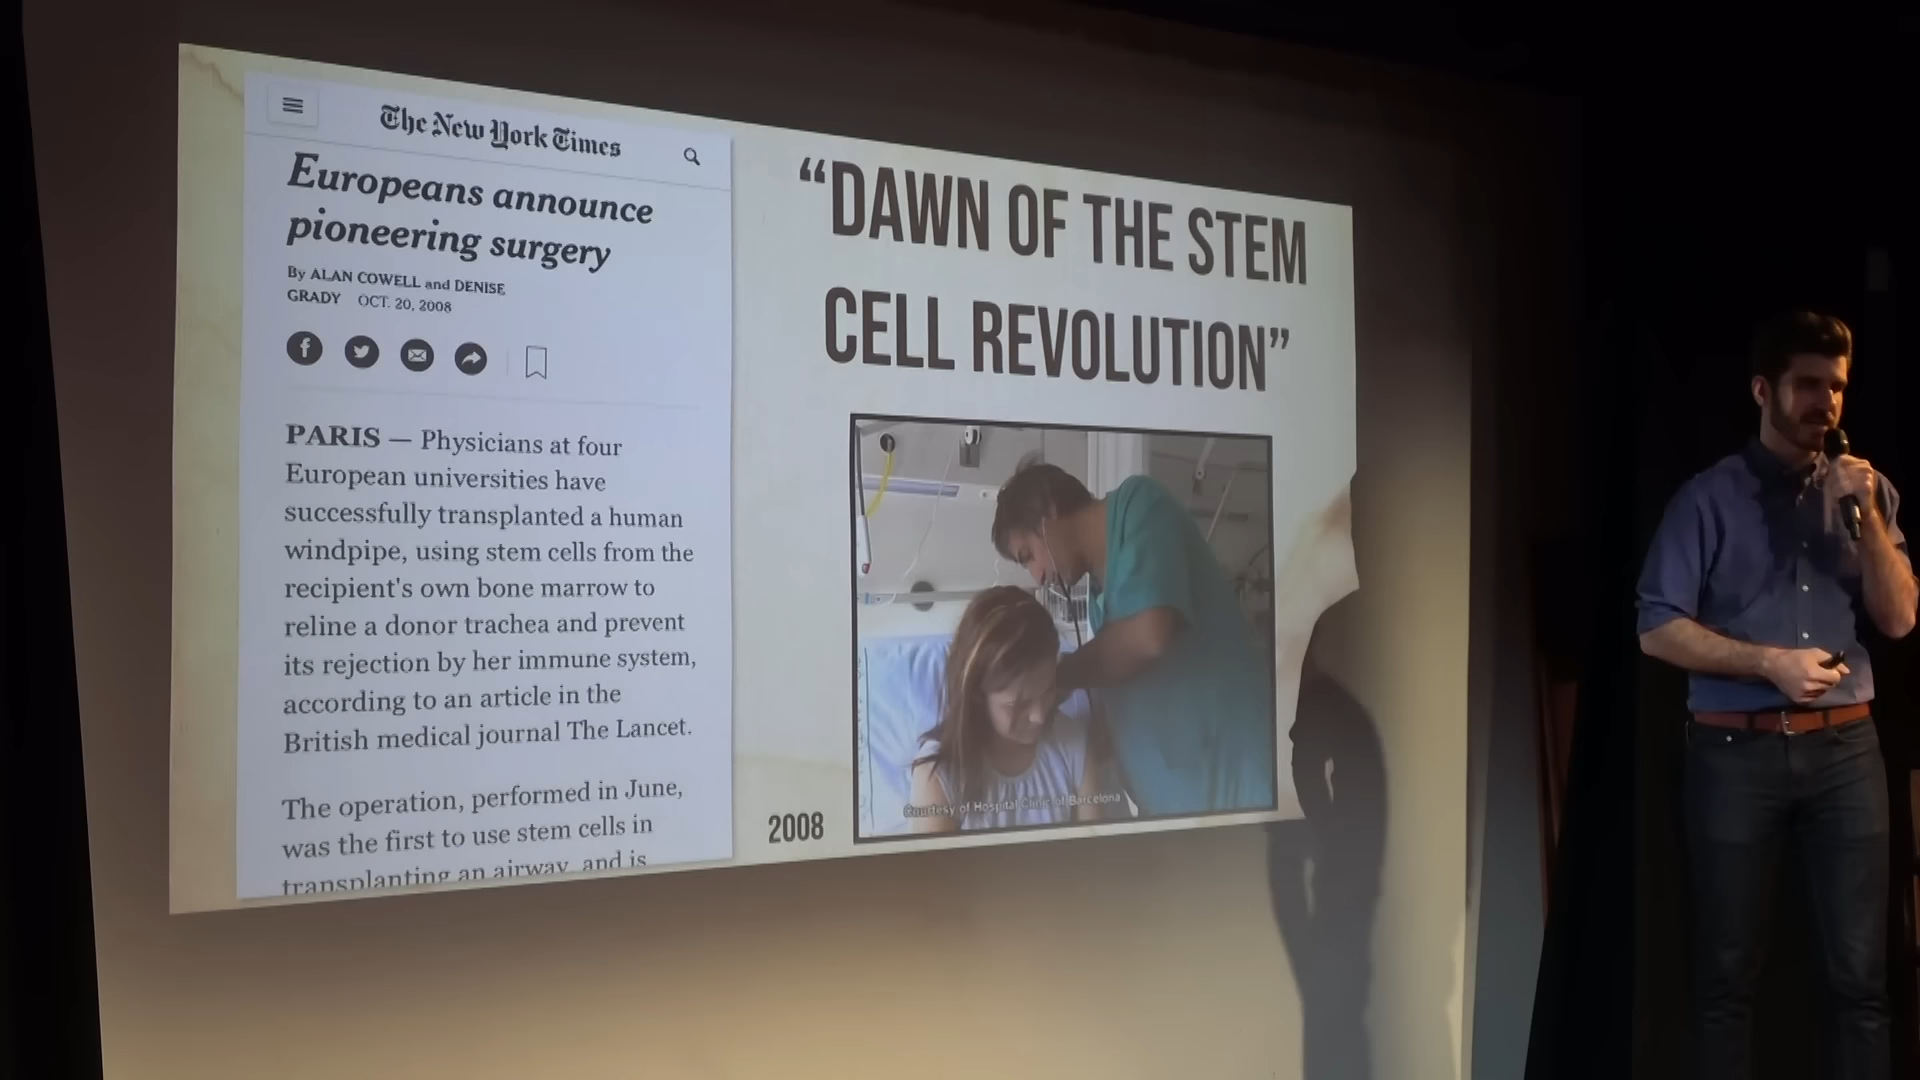 The New York Times
Europeans announce
pioneering surgery
By ALAN COWELL and DENISE
GRADY OCT. 20, 2008
PARIS — Physicians at four
European universities have
successfully transplanted a human
windpipe, using stem cells from the
recipient's own bone marrow to
reline a donor trachea and prevent
its rejection by her immune system,
according to an article in the
British medical journal The Lancet.
The operation, performed in June,
was the first to use stem cells in
transplanting an airway, and is
“DAWN OF THE STEM
CELL REVOLUTION”
Courtesy of Hospital Clinic of Barcelona
2008